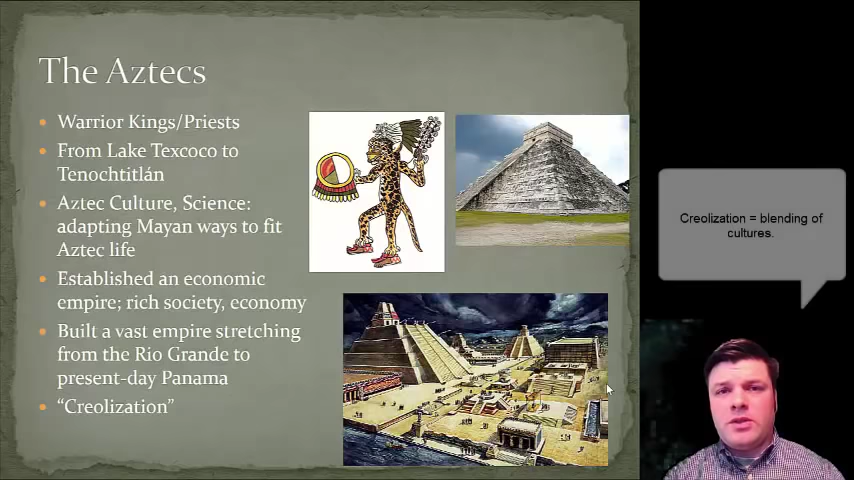 The Aztecs
Warrior Kings/Priests
From Lake Texcoco to
Tenochtitlán
Aztec Culture, Science:
adapting Mayan ways to fit
Aztec life
Established an economic
empire; rich society, economy
Built a vast empire stretching
from the Rio Grande to
present-day Panama
“Creolization”
Creolization = blending of
cultures.